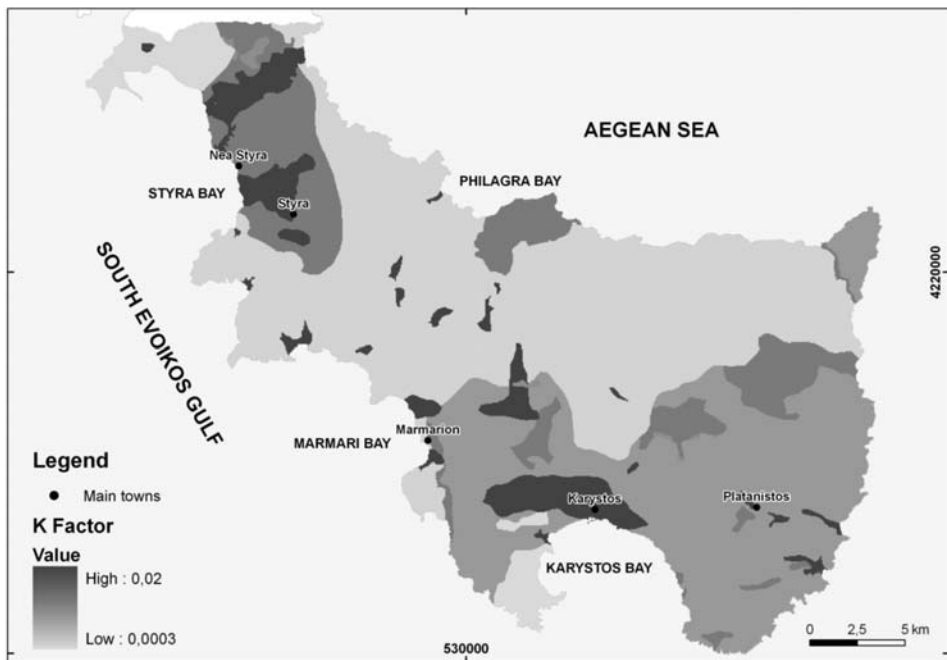 AEGEAN SEA
Nea Styra
STYRA BAY
PHILAGRA BAY
Styra
SOUTH EVOIKOS GULF
4220000
MARMARI BAY
Marmarion
Karystos
Platanistos
KARYSTOS BAY
Legend
Main towns
K Factor
Value
High : 0,02
Low : 0,0003
0 2,5 5 km
530000